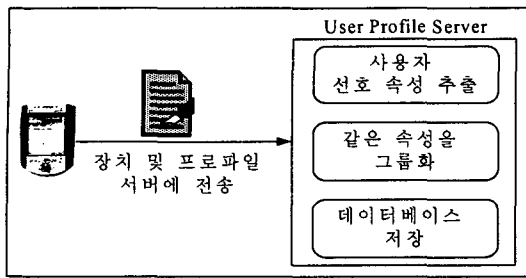 User Profile Server
사용자
선호 속성 추출
같은 속성을
그룹화
데이터베이스
저장
장치 및 프로파일
서버에 전송